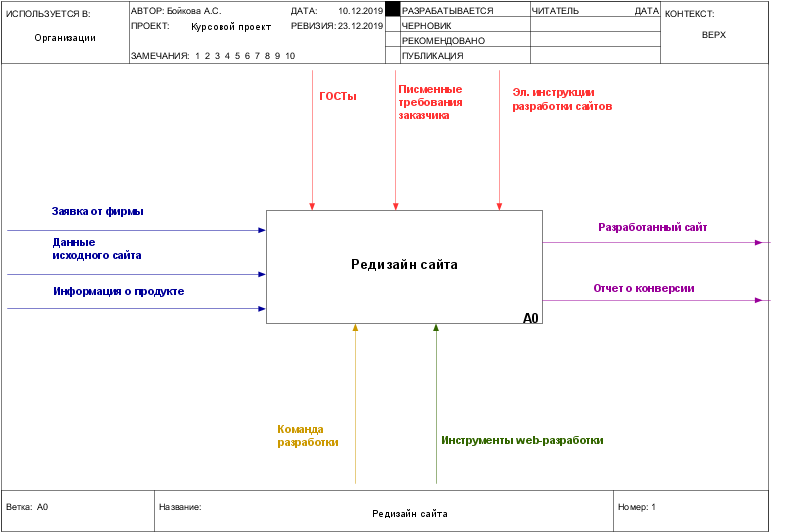 ИСПОЛЬЗУЕТСЯ В:
Организации
АВТОР: Бойкова А.С.
ДАТА: 10.12.2019
ПРОЕКТ: Курсовой проект
РЕВИЗИЯ: 23.12.2019
ЗАМЕЧАНИЯ: 1 2 3 4 5 6 7 8 9 10
РАЗРАБАТЫВАЕТСЯ
ЧЕРНОВИК
РЕКОМЕНДОВАНО
ПУБЛИКАЦИЯ
ЧИТАТЕЛЬ ДАТА
КОНТЕКСТ:
ВЕРХ
ГОСТы
Писменные
требования
заказчика
Эл. инструкции
разработки сайтов
Заявка от фирмы
Данные
исходного сайта
Информация о продукте
Редизайн сайта
A0
Разработанный сайт
Отчет о конверсии
Команда
разработки
Инструменты web-разработки
Ветка: A0
Название:
Редизайн сайта
Номер: 1